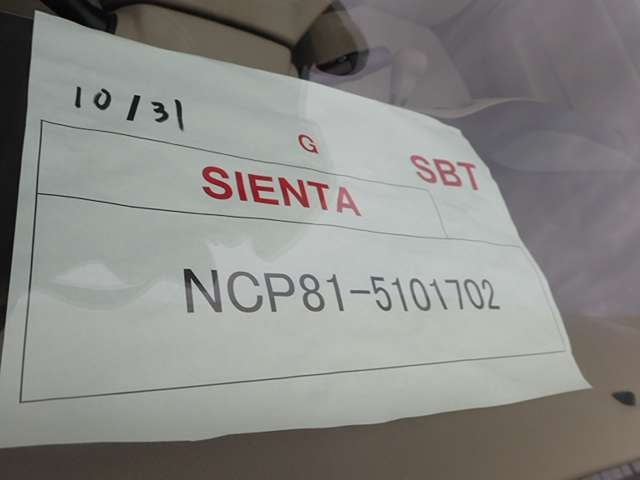 10/31
G
SIENTA
SBT
NCP81-5101702